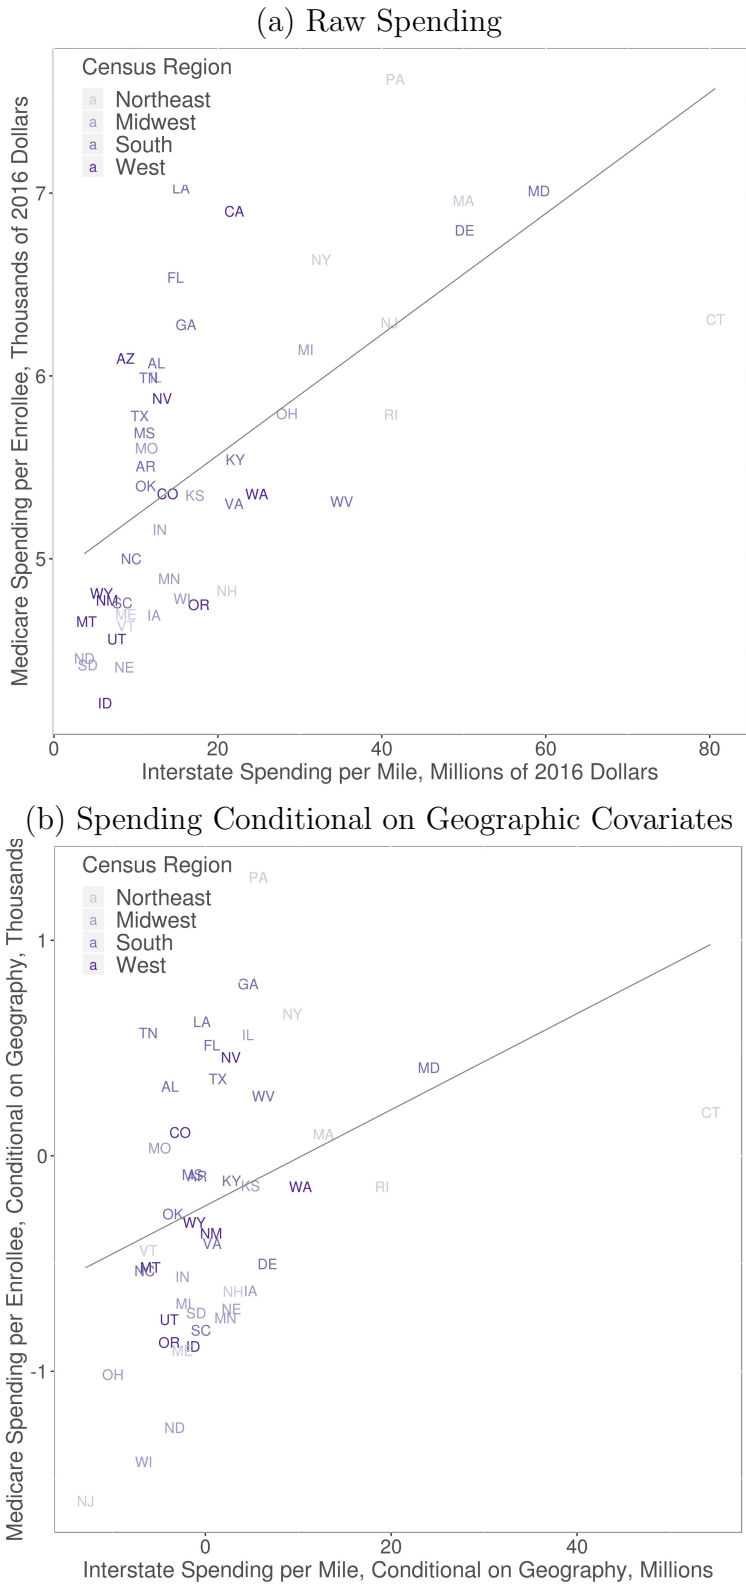 (a) Raw Spending
Census Region
a Northeast
a Midwest
a South
a West
PA
LA
CA
MA
MD
DE
NY
FL
GA
NJ
CT
MI
AZ
AL
TN
IL
NV
TX
OH
RI
MS
MO
AR
KY
OK
CO
KS
WA
VA
WV
IN
NC
MN
WY
NM
SC
WI
NH
OR
ME
IA
MT
VT
UT
ND
SD
NE
ID
7
6
5
0 20 40 60 80
Medicare Spending per Enrollee, Thousands of 2016 Dollars
Interstate Spending per Mile, Millions of 2016 Dollars
(b) Spending Conditional on Geographic Covariates
Census Region
a Northeast
a Midwest
a South
a West
PA
GA
NY
LA
TN
IL
FL
NV
MD
TX
AL
WV
CT
CO
MA
MO
MS
AR
KY
KS
WA
RI
OK
WY
NM
VA
VT
DE
MT
NC
IN
NH
IA
MI
SD
NE
MN
UT
SC
OR
ID
ME
OH
ND
WI
NJ
1
0
-1
0 20 40
Medicare Spending per Enrollee, Conditional on Geography, Thousands
Interstate Spending per Mile, Conditional on Geography, Millions